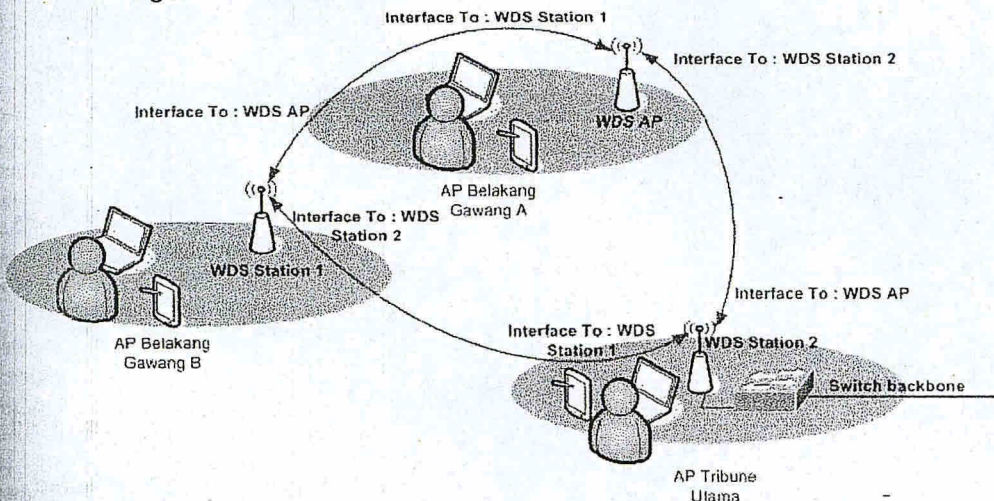 Interface To : WDS Station 1
Interface To : WDS Station 2
Interface To : WDS AP
WDS AP
AP Belakang
Gawang A
Interface To : WDS
Station 2
WDS Station 1
AP Belakang
Gawang B
Interface To : WDS AP
Interface To : WDS
Station 1
WDS Station 2
Switch backbone
AP Tribune
Utama